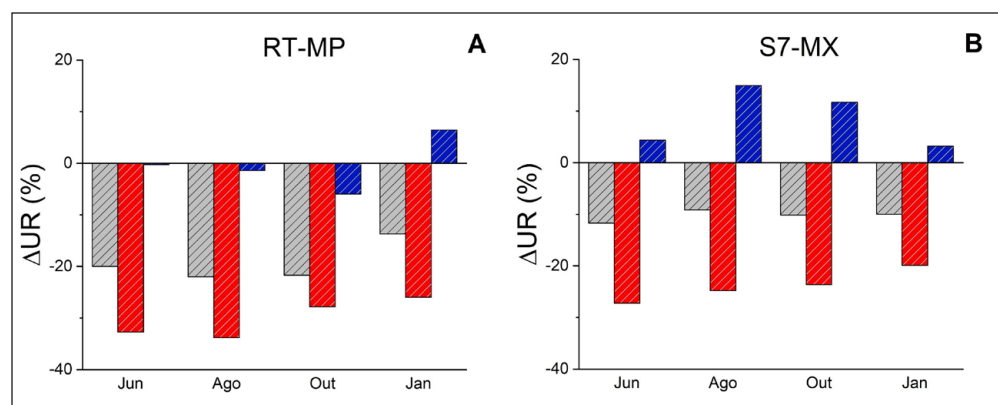 RT-MP
A
20
0
-20
-40
ΔUR (%)
Jun Ago Out Jan
S7-MX
B
20
0
-20
-40
ΔUR (%)
Jun Ago Out Jan